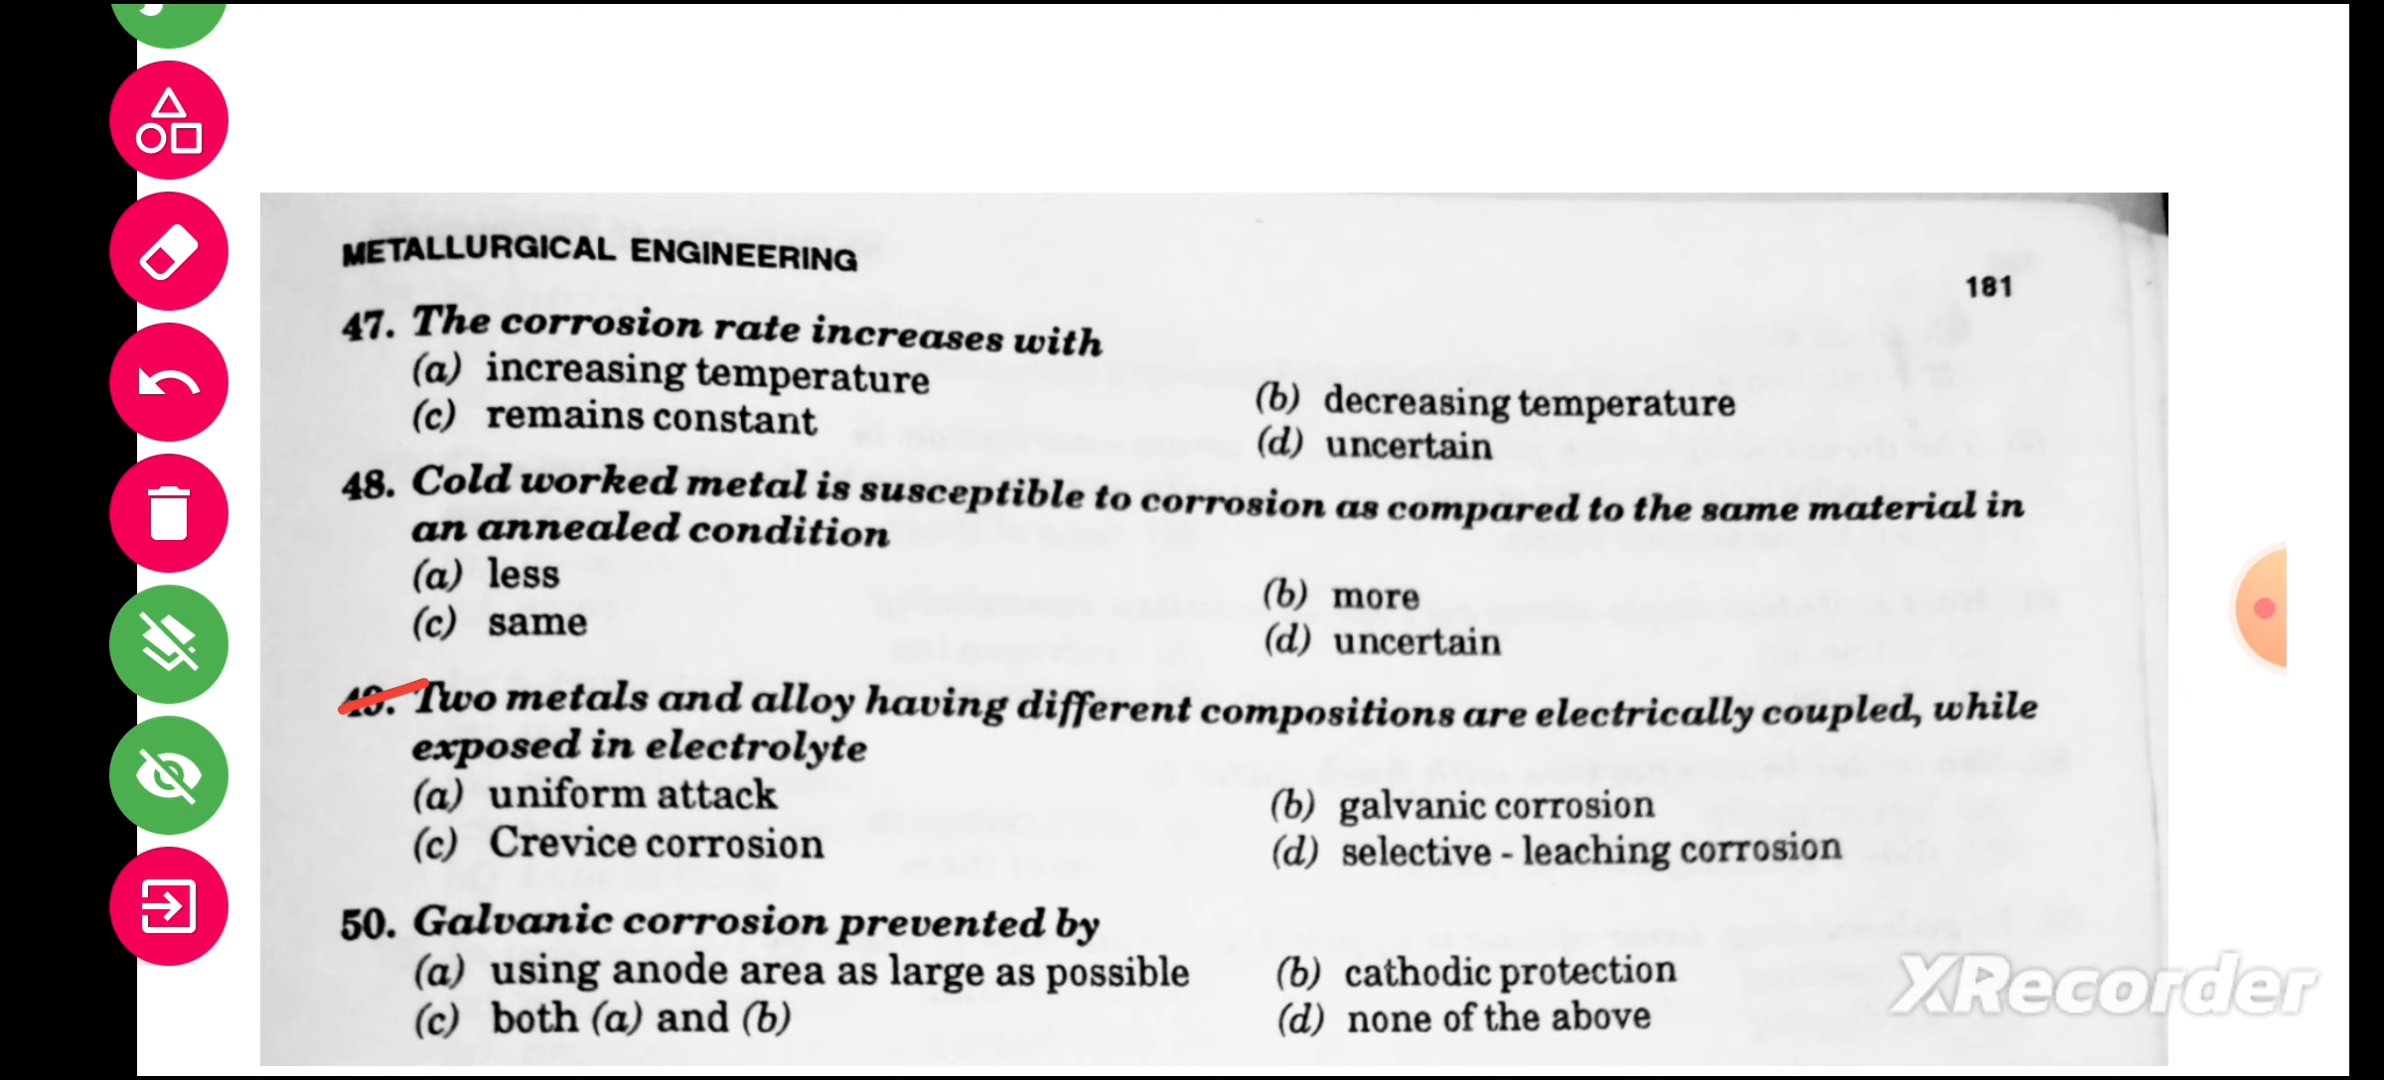 METALLURGICAL ENGINEERING
181
47. The corrosion rate increases with
(a) increasing temperature
(b) decreasing temperature
(c) remains constant
(d) uncertain
48. Cold worked metal is susceptible to corrosion as compared to the same material in
an annealed condition
(a) less
(b) more
(c) same
(d) uncertain
49. Two metals and alloy having different compositions are electrically coupled, while
exposed in electrolyte
(a) uniform attack
(b) galvanic corrosion
(c) Crevice corrosion
(d) selective - leaching corrosion
50. Galvanic corrosion prevented by
(a) using anode area as large as possible
(b) cathodic protection
(c) both (a) and (b)
(d) none of the above
XRecorder